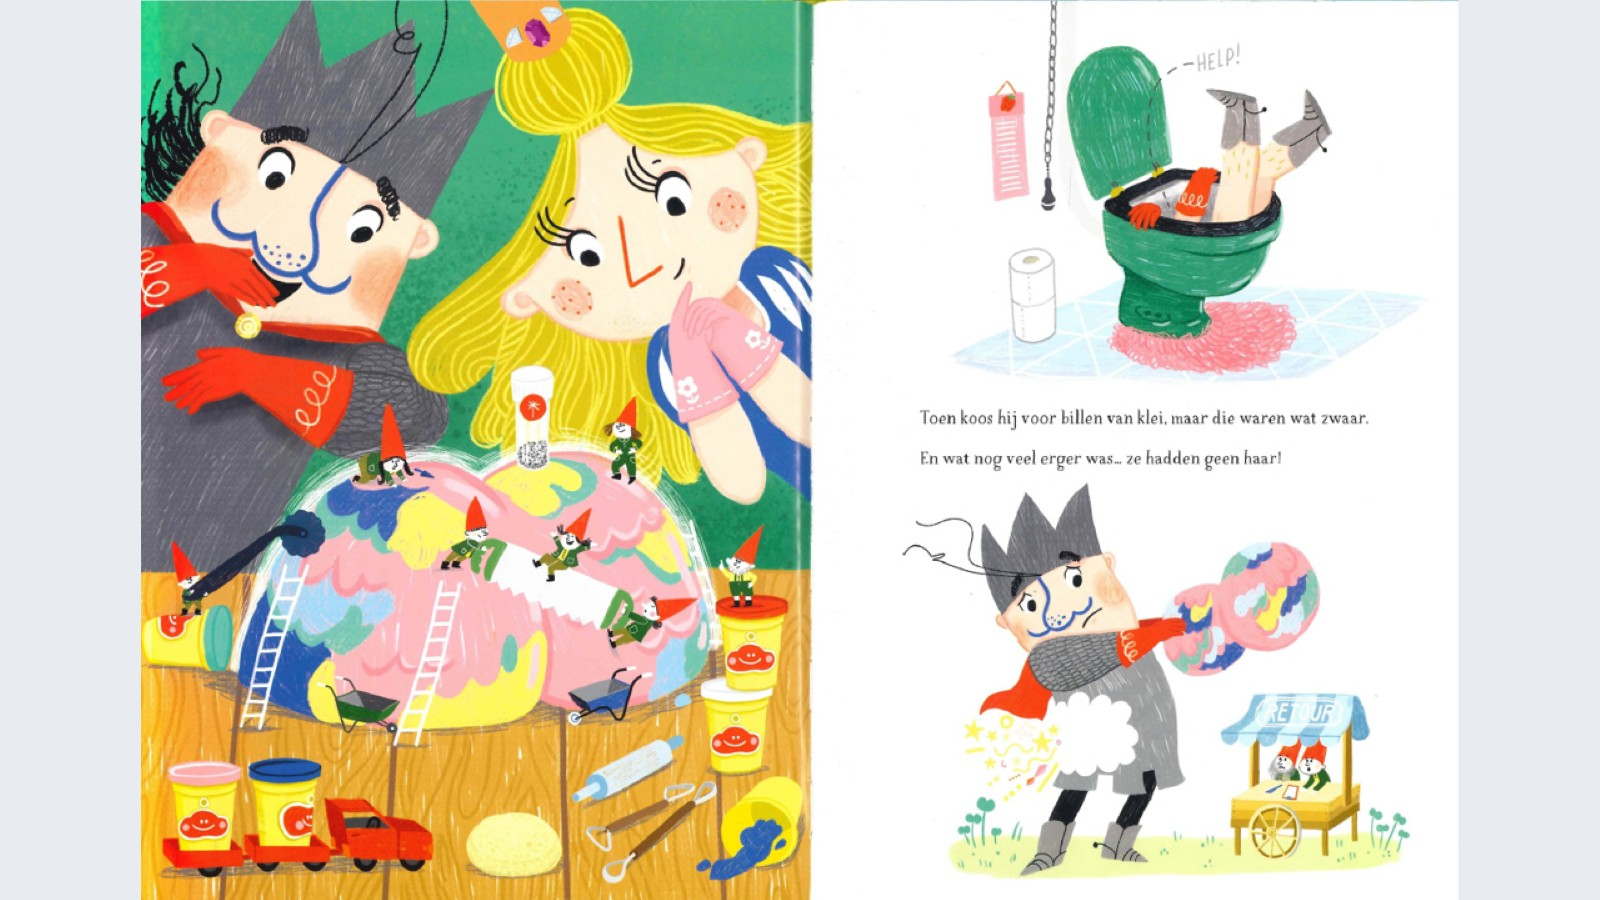 HELP!
Toen koos hij voor billen van klei, maar die waren wat zwaar.
En wat nog veel erger was... ze hadden geen haar!
RETOUR